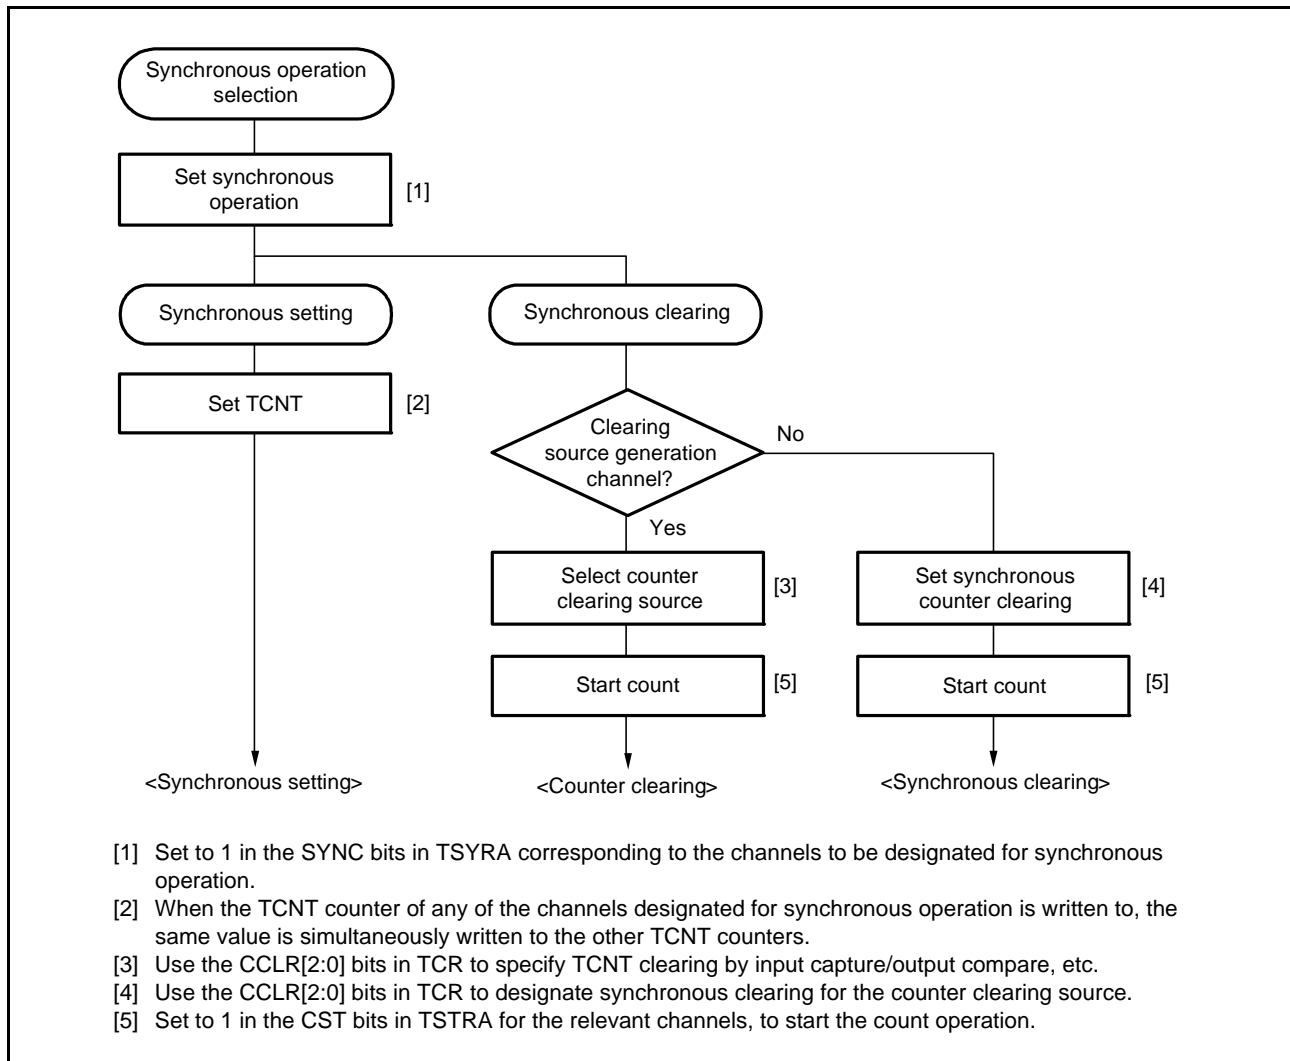 Synchronous operation
selection
Set synchronous
operation
[1]
Synchronous setting
Synchronous clearing
Set TCNT
[2]
Clearing
source generation
channel?
No
Yes
Select counter
clearing source
[3]
Set synchronous
counter clearing
[4]
Start count
[5]
Start count
[5]
<Synchronous setting>
<Counter clearing>
<Synchronous clearing>
[1] Set to 1 in the SYNC bits in TSYRA corresponding to the channels to be designated for synchronous
operation.
[2] When the TCNT counter of any of the channels designated for synchronous operation is written to, the
same value is simultaneously written to the other TCNT counters.
[3] Use the CCLR[2:0] bits in TCR to specify TCNT clearing by input capture/output compare, etc.
[4] Use the CCLR[2:0] bits in TCR to designate synchronous clearing for the counter clearing source.
[5] Set to 1 in the CST bits in TSTRA for the relevant channels, to start the count operation.